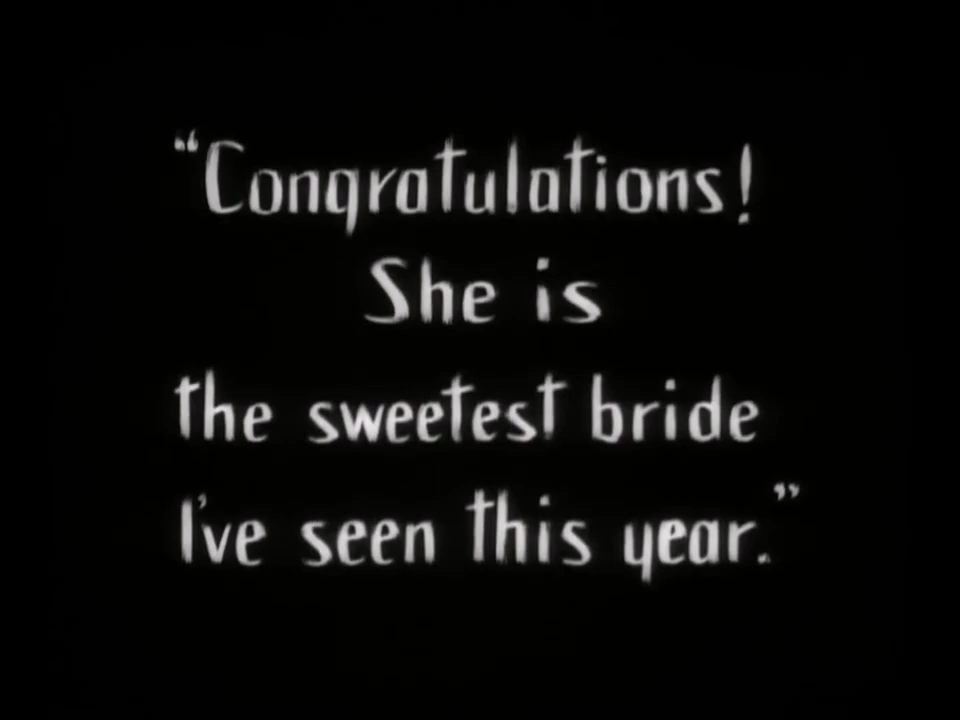 “Congratulations!
She is
the sweetest bride
I've seen this year.”